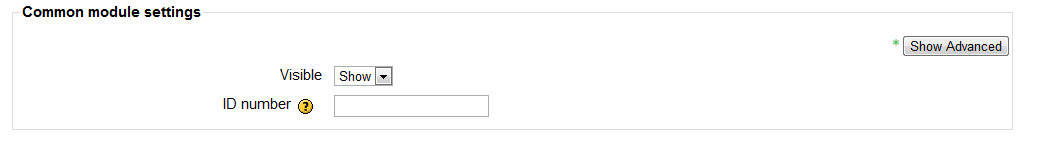 Common module settings
* Show Advanced
Visible Show
ID number ?